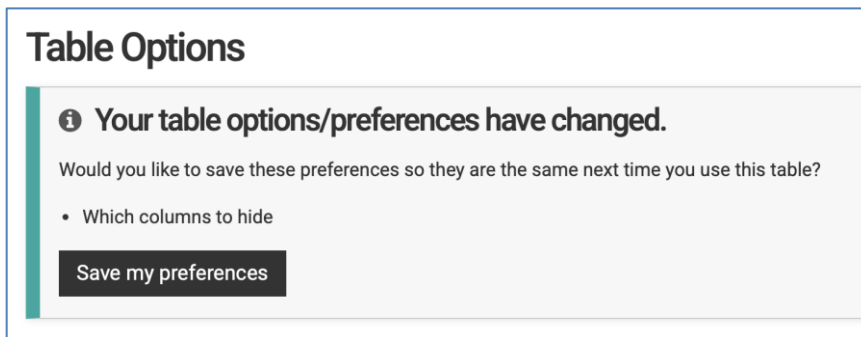 Table Options
Your table options/preferences have changed.
Would you like to save these preferences so they are the same next time you use this table?
• Which columns to hide
Save my preferences